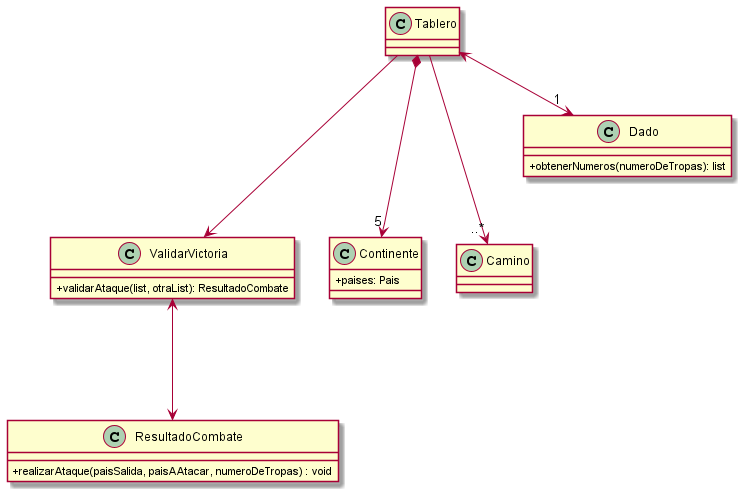 C Tablero
1
C Dado
+obtenerNumeros(numeroDeTropas): list
5
..*
C ValidarVictoria
+validarAtaque(list, otraList): ResultadoCombate
C Continente
+paises: Pais
C Camino
C ResultadoCombate
+realizarAtaque(paisSalida, paisAAtacar, numeroDeTropas) : void